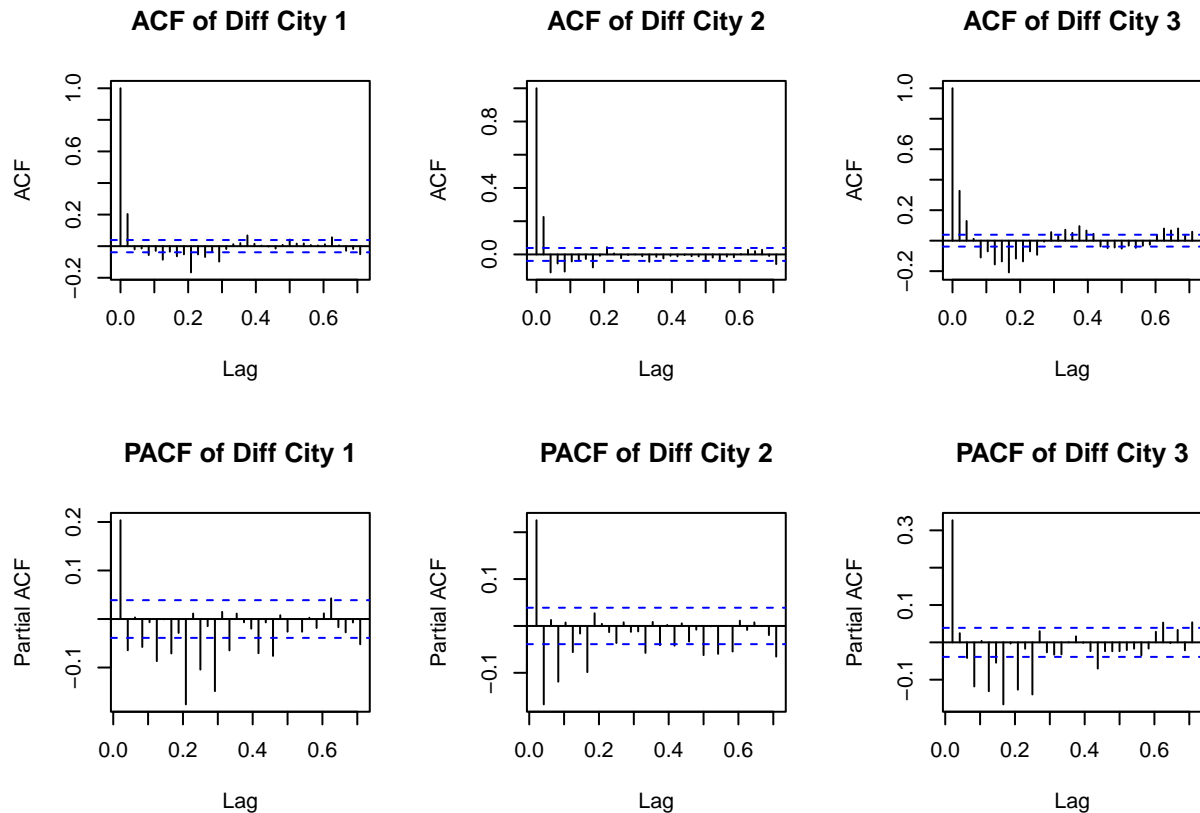 ACF of Diff City 1
ACF
1.0
0.6
0.2
−0.2
0.0
0.2
0.4
0.6
Lag
ACF of Diff City 2
ACF
0.8
0.4
0.0
0.0
0.2
0.4
0.6
Lag
ACF of Diff City 3
ACF
1.0
0.6
0.2
−0.2
0.0
0.2
0.4
0.6
Lag
PACF of Diff City 1
Partial ACF
0.2
0.1
−0.1
0.0
0.2
0.4
0.6
Lag
PACF of Diff City 2
Partial ACF
0.1
−0.1
0.0
0.2
0.4
0.6
Lag
PACF of Diff City 3
Partial ACF
0.3
0.1
−0.1
0.0
0.2
0.4
0.6
Lag